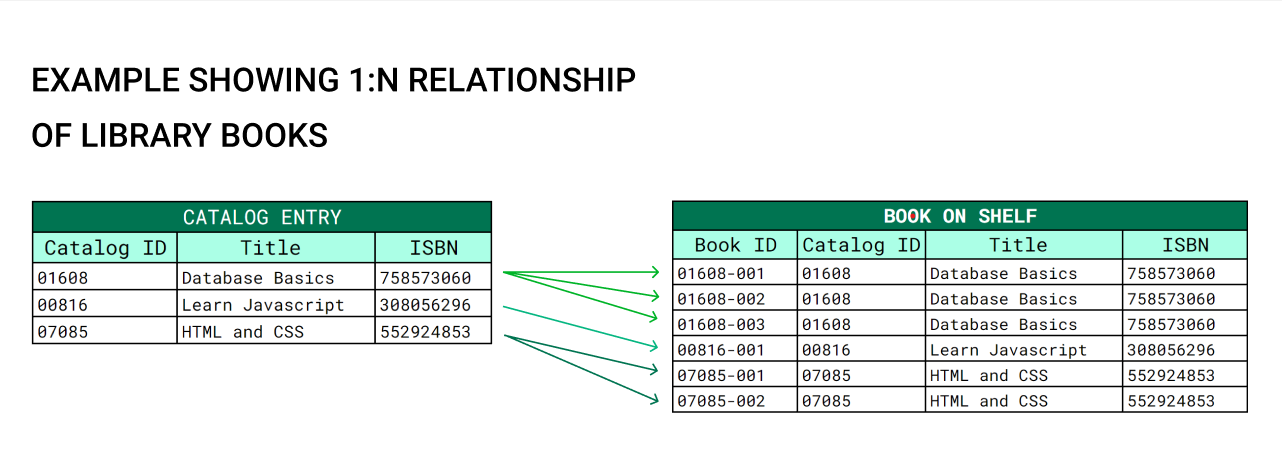 EXAMPLE SHOWING 1:N RELATIONSHIP
OF LIBRARY BOOKS
CATALOG ENTRY
Catalog ID Title ISBN
01608 Database Basics 758573060
00816 Learn Javascript 308056296
07085 HTML and CSS 552924853
BOOK ON SHELF
Book ID Catalog ID Title ISBN
01608-001 01608 Database Basics 758573060
01608-002 01608 Database Basics 758573060
01608-003 01608 Database Basics 758573060
00816-001 00816 Learn Javascript 308056296
07085-001 07085 HTML and CSS 552924853
07085-002 07085 HTML and CSS 552924853